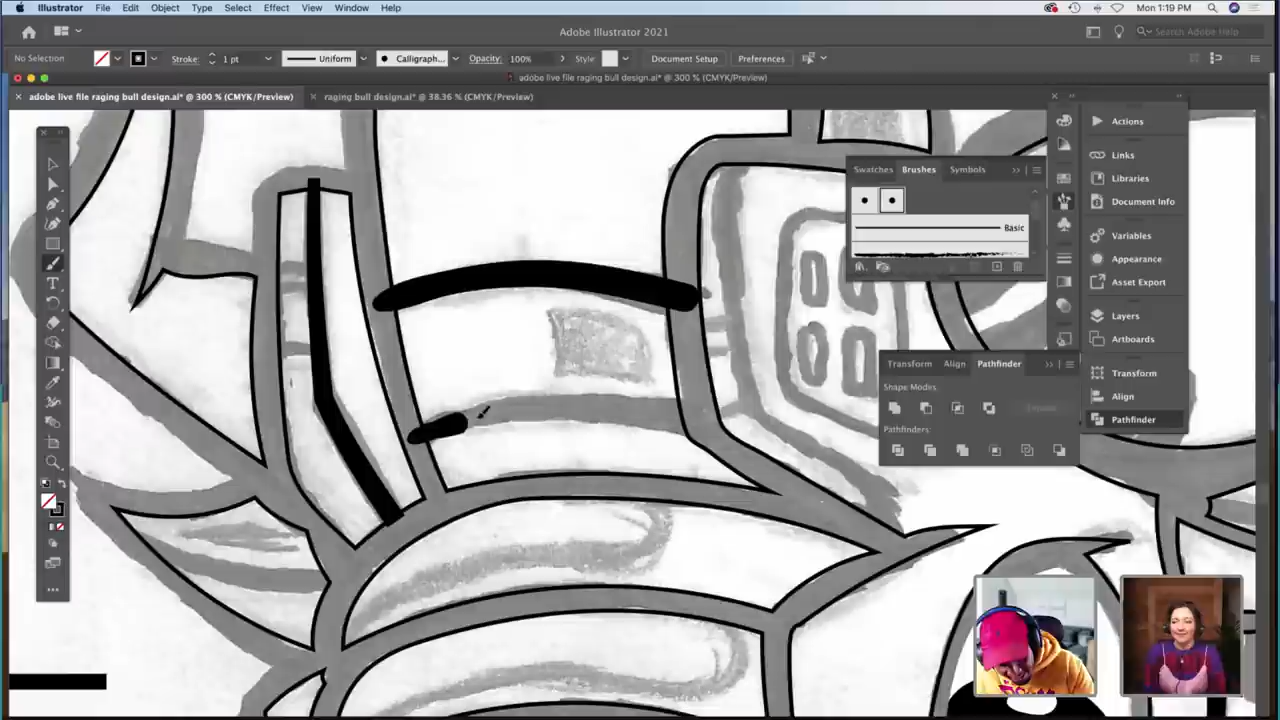 Illustrator File Edit Object Type Select Effect View Window Help
Mon 1:19 PM
Adobe Illustrator 2021
Search Adobe Help
No Selection Stroke: 1 pt Uniform Calligraph... Opacity: 100% Style: Document Setup Preferences
adobe live file raging bull design.ai* @ 300 % (CMYK/Preview)
adobe live file raging bull design.ai* @ 300 % (CMYK/Preview) raging bull design.ai* @ 38.36 % (CMYK/Preview)
Actions
Links
Libraries
Document Info
Variables
Appearance
Asset Export
Layers
Artboards
Transform
Align
Pathfinder
Swatches Brushes Symbols
Basic
Transform Align Pathfinder
Shape Modes:
Expand
Pathfinders: